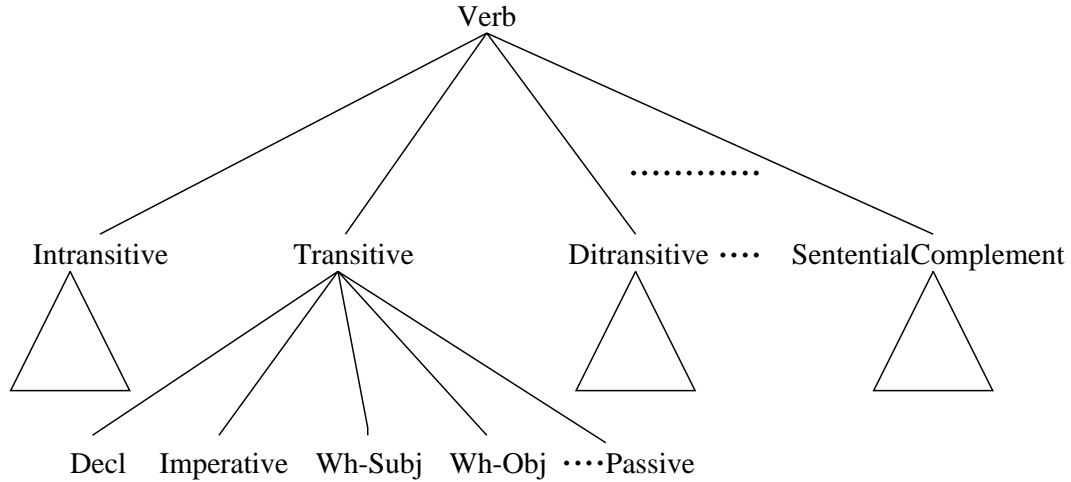 Verb
............
Intransitive Transitive Ditransitive .... SententialComplement
Decl Imperative Wh-Subj Wh-Obj ....Passive